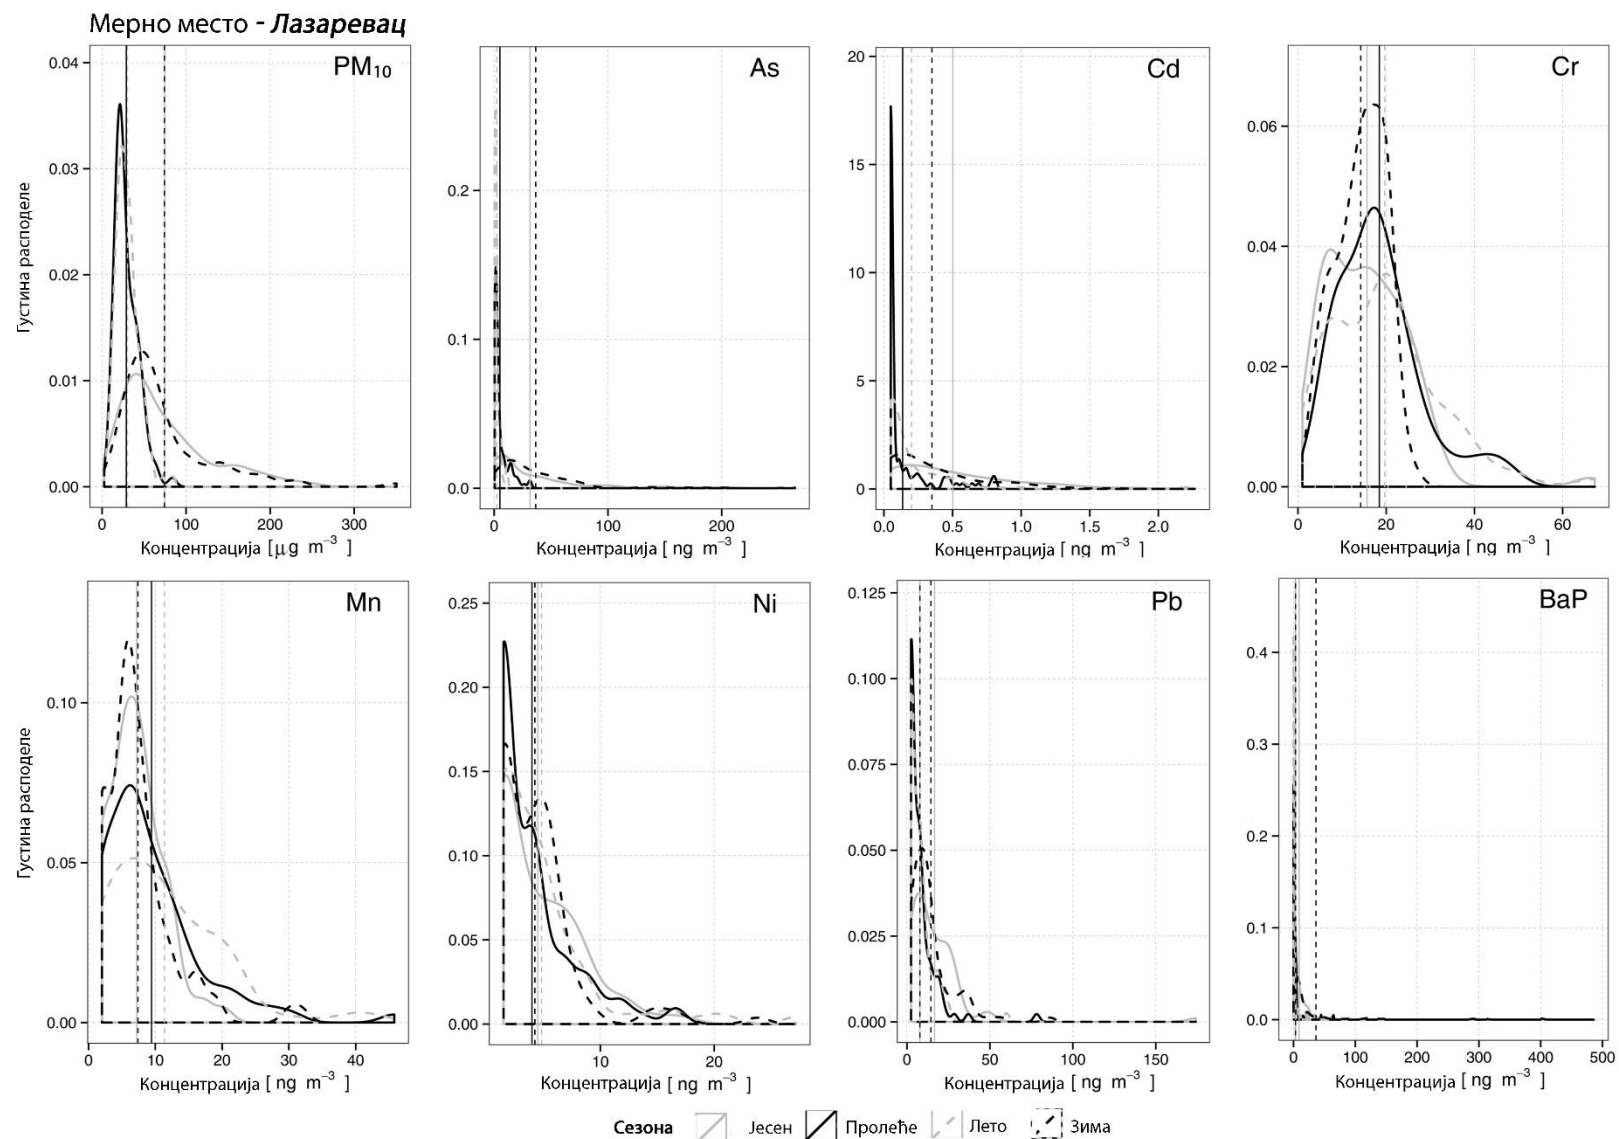 Мерно место - Лазаревац
PM₁₀
As
Cd
Cr
0.04
0.03
0.02
0.01
0.00
Густина расподеле
0 100 200 300
Концентрација [μg m⁻³ ]
0.2
0.1
0.0
0 100 200
Концентрација [ ng m⁻³ ]
20
15
10
5
0
0.0 0.5 1.0 1.5 2.0
Концентрација [ ng m⁻³ ]
0.06
0.04
0.02
0.00
0 20 40 60
Концентрација [ ng m⁻³ ]
Mn
Ni
Pb
BaP
0.10
0.05
0.00
Густина расподеле
0 10 20 30 40
Концентрација [ ng m⁻³ ]
0.25
0.20
0.15
0.10
0.05
0.00
10 20
Концентрација [ ng m⁻³ ]
0.125
0.100
0.075
0.050
0.025
0.000
0 50 100 150
Концентрација [ ng m⁻³ ]
0.4
0.3
0.2
0.1
0.0
0 100 200 300 400 500
Концентрација [ ng m⁻³ ]
Сезона Јесен Пролеће Лето Зима